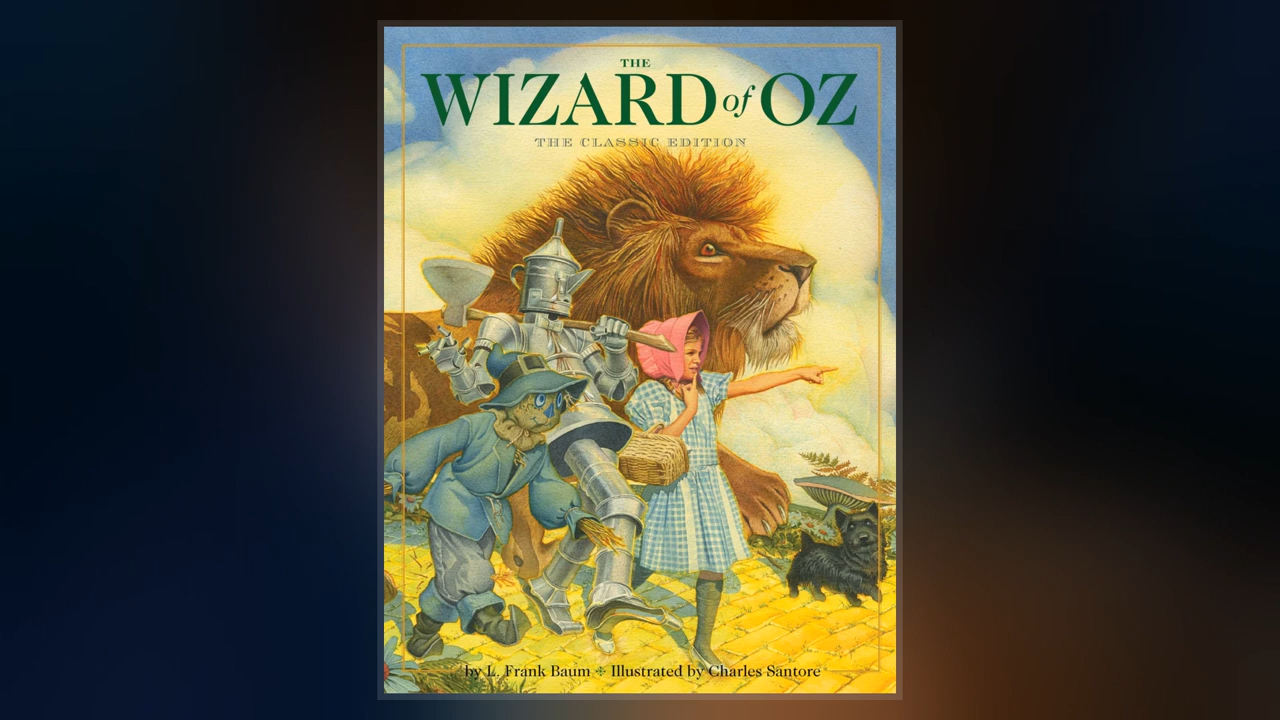 THE
WIZARD of OZ
THE CLASSIC EDITION
by L. Frank Baum ✣ Illustrated by Charles Santore